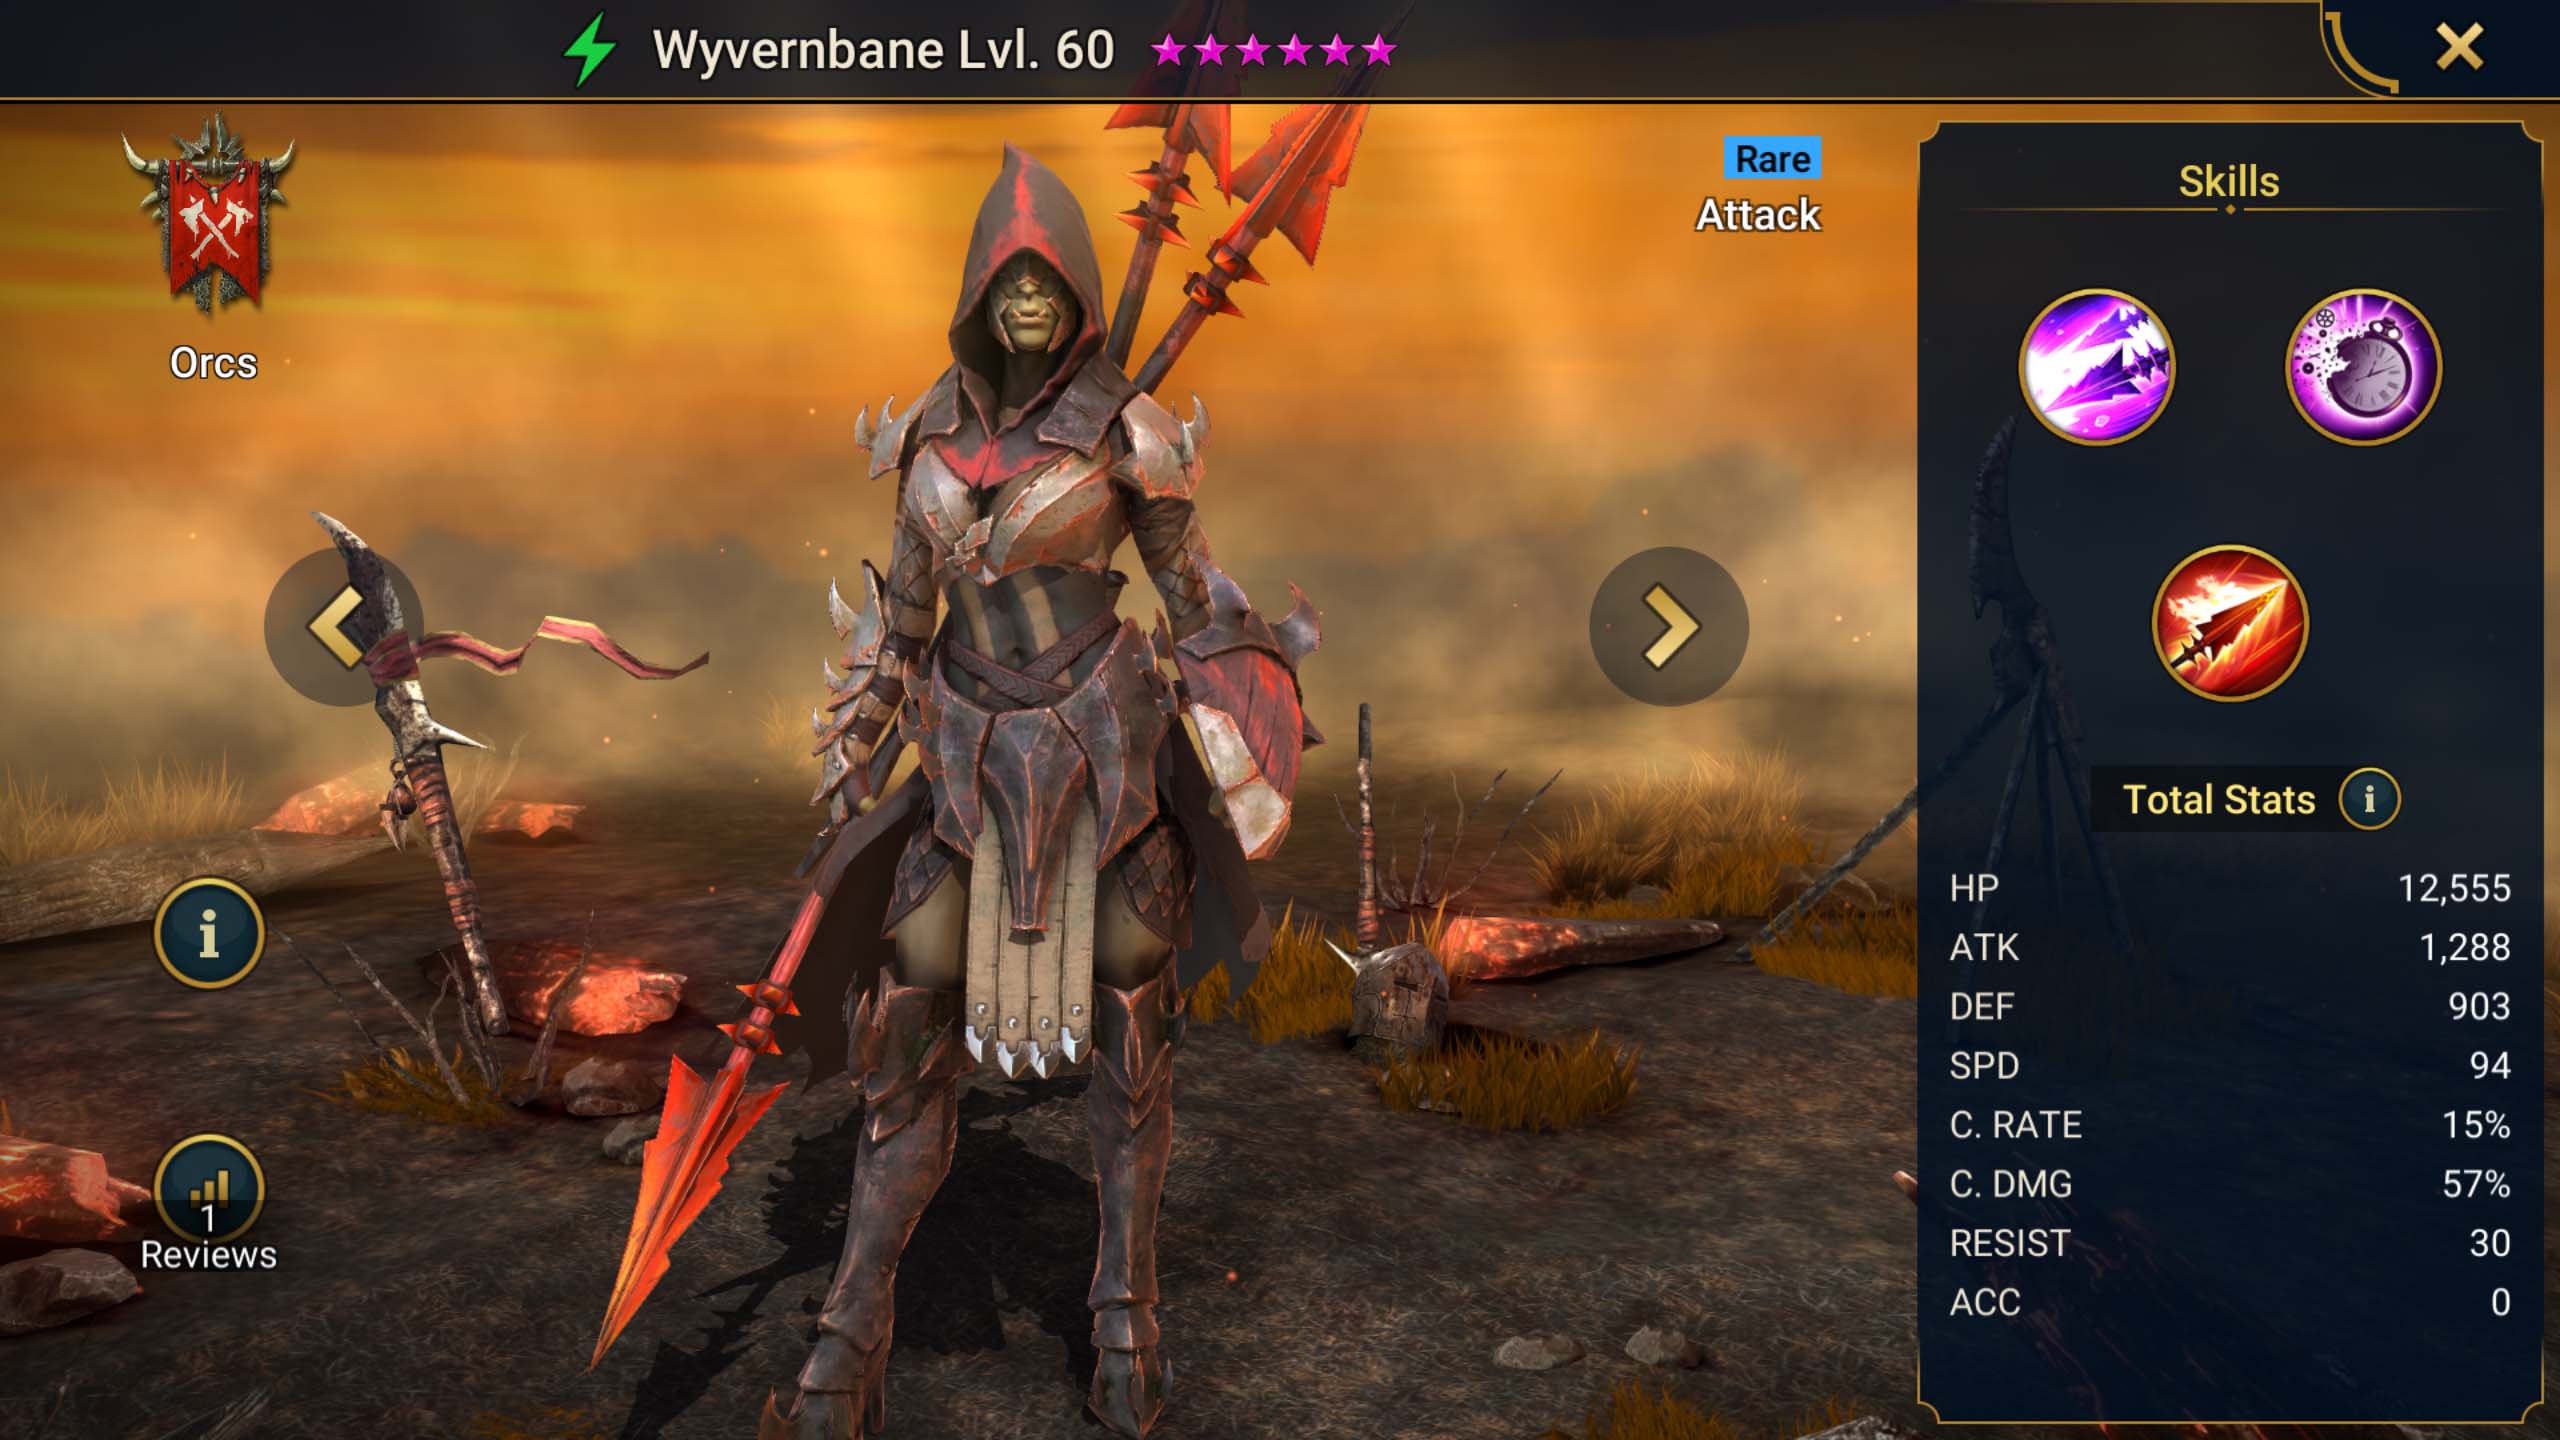 Wyvernbane Lvl. 60
Orcs
Rare
Attack
Skills
Total Stats
HP 12,555
ATK 1,288
DEF 903
SPD 94
C. RATE 15%
C. DMG 57%
RESIST 30
ACC 0
1
Reviews